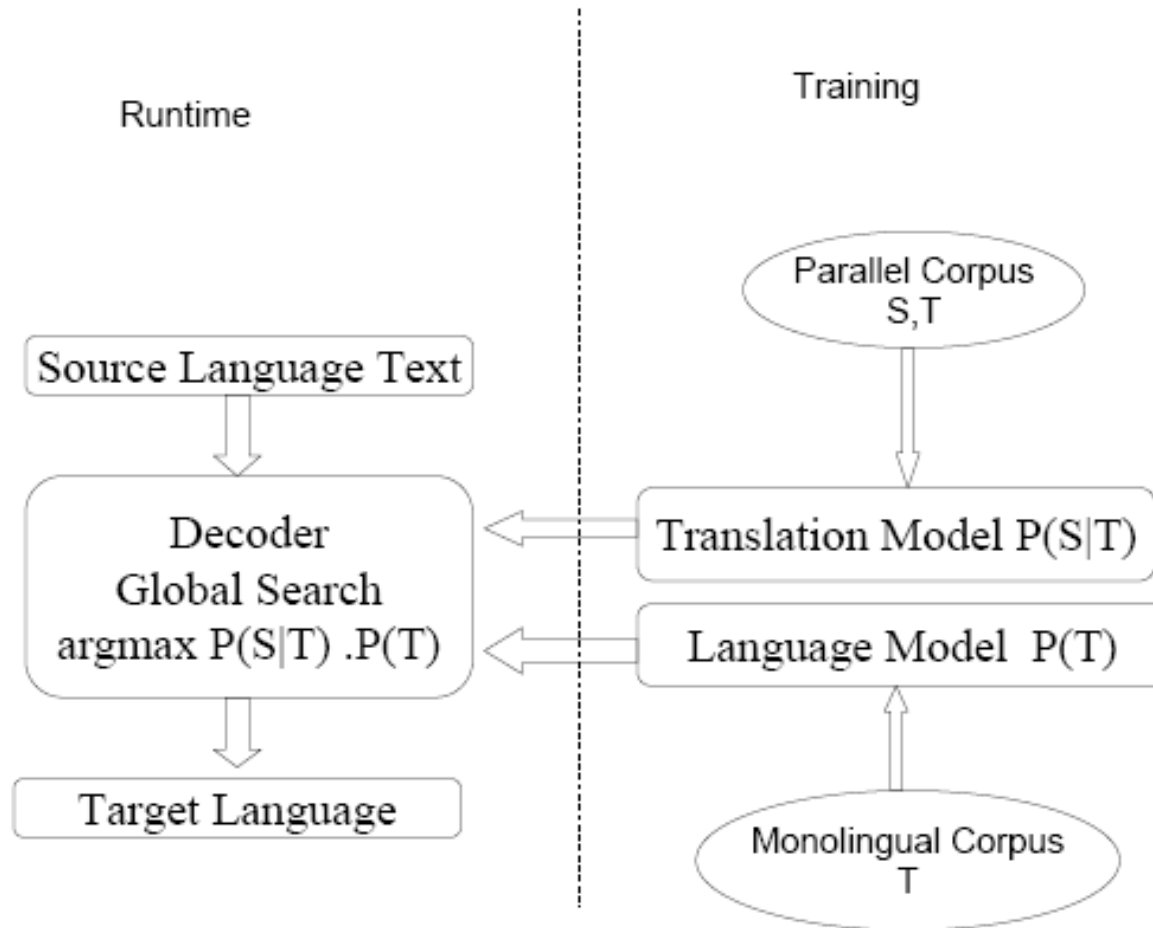 Runtime
Training
Parallel Corpus
S,T
Source Language Text
Decoder
Global Search
argmax P(S|T) .P(T)
Translation Model P(S|T)
Language Model P(T)
Target Language
Monolingual Corpus
T